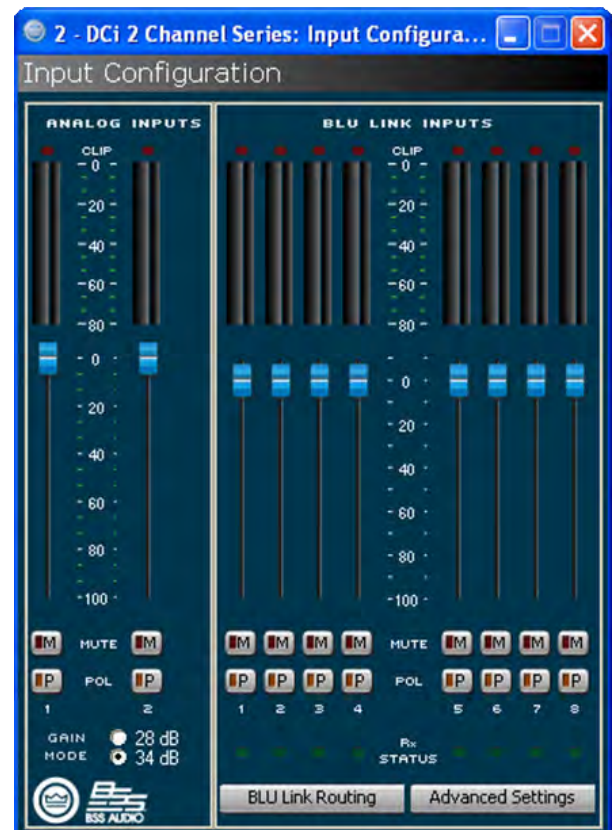 2 - DCi 2 Channel Series: Input Configura...
Input Configuration
ANALOG INPUTS
CLIP
0
-20
-40
-60
-80
0
20
40
60
80
100
M MUTE M
P POL P
1 2
GAIN MODE
28 dB
34 dB
BSS
BSS AUDIO
BLU LINK INPUTS
CLIP
0
-20
-40
-60
-80
0
20
40
60
80
100
M M M M MUTE M M M M
P P P P POL P P P P
1 2 3 4 5 6 7 8
Rx
STATUS
BLU Link Routing
Advanced Settings